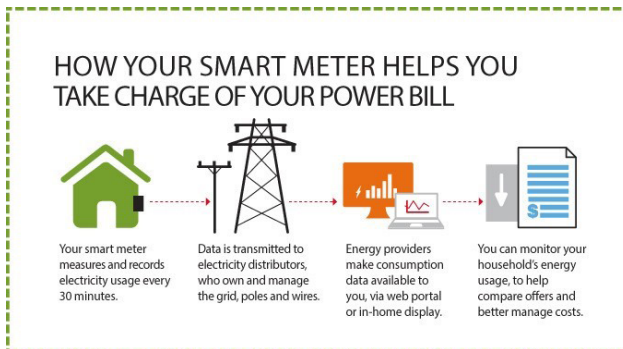 HOW YOUR SMART METER HELPS YOU
TAKE CHARGE OF YOUR POWER BILL
Your smart meter
measures and records
electricity usage every
30 minutes.
Data is transmitted to
electricity distributors,
who own and manage
the grid, poles and wires.
Energy providers
make consumption
data available to
you, via web portal
or in-home display.
$
You can monitor your
household's energy
usage, to help
compare offers and
better manage costs.